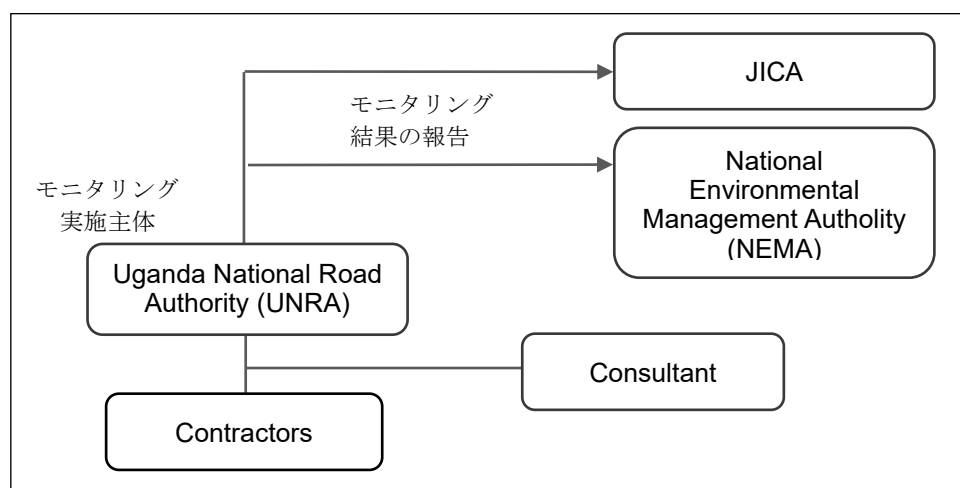 JICA
モニタリング
結果の報告
National
Environmental
Management Autholity
(NEMA)
モニタリング
実施主体
Uganda National Road
Authority (UNRA)
Consultant
Contractors